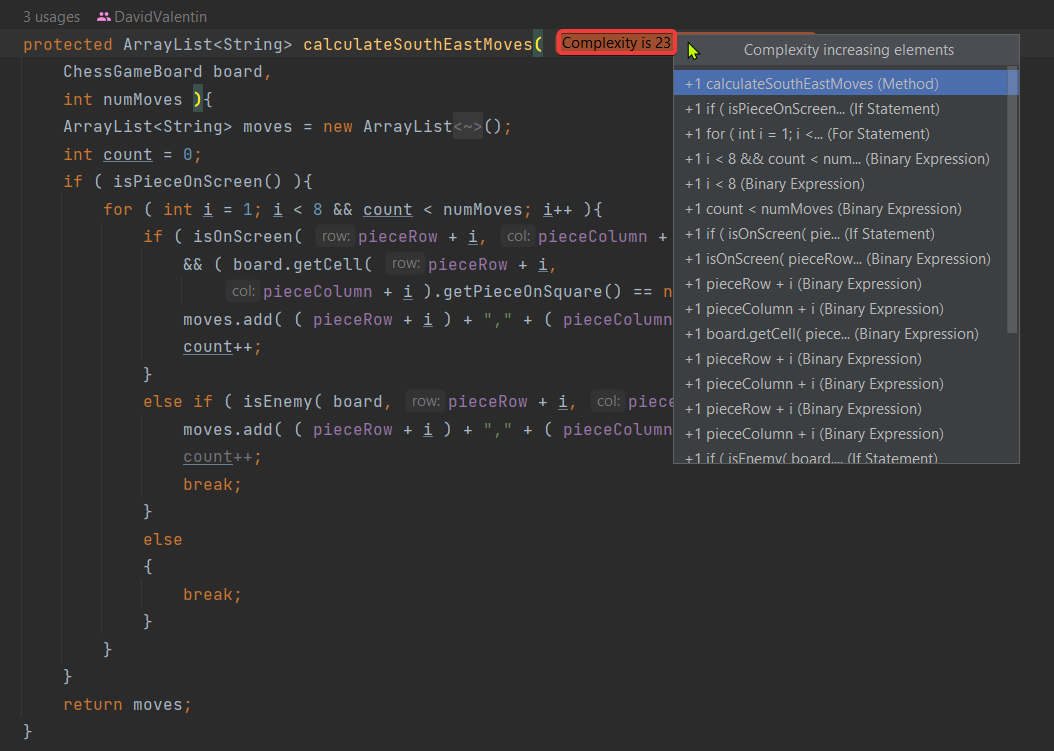 3 usages DavidValentin
protected ArrayList<String> calculateSouthEastMoves( Complexity is 23
ChessGameBoard board,
int numMoves ){
ArrayList<String> moves = new ArrayList<~>();
int count = 0;
if ( isPieceOnScreen() ){
for ( int i = 1; i < 8 && count < numMoves; i++ ){
if ( isOnScreen( row: pieceRow + i, col: pieceColumn +
&& ( board.getCell( row: pieceRow + i,
col: pieceColumn + i ).getPieceOnSquare() == n
moves.add( ( pieceRow + i ) + "," + ( pieceColumn
count++;
}
else if ( isEnemy( board, row: pieceRow + i, col: piece
moves.add( ( pieceRow + i ) + "," + ( pieceColumn
count++;
break;
}
else
{
break;
}
}
}
return moves;
}
Complexity increasing elements
+1 calculateSouthEastMoves (Method)
+1 if ( isPieceOnScreen... (If Statement)
+1 for ( int i = 1; i <... (For Statement)
+1 i < 8 && count < num... (Binary Expression)
+1 i < 8 (Binary Expression)
+1 count < numMoves (Binary Expression)
+1 if ( isOnScreen( pie... (If Statement)
+1 isOnScreen( pieceRow... (Binary Expression)
+1 pieceRow + i (Binary Expression)
+1 pieceColumn + i (Binary Expression)
+1 board.getCell( piece... (Binary Expression)
+1 pieceRow + i (Binary Expression)
+1 pieceColumn + i (Binary Expression)
+1 pieceRow + i (Binary Expression)
+1 pieceColumn + i (Binary Expression)
+1 if ( isEnemy( board,... (If Statement)